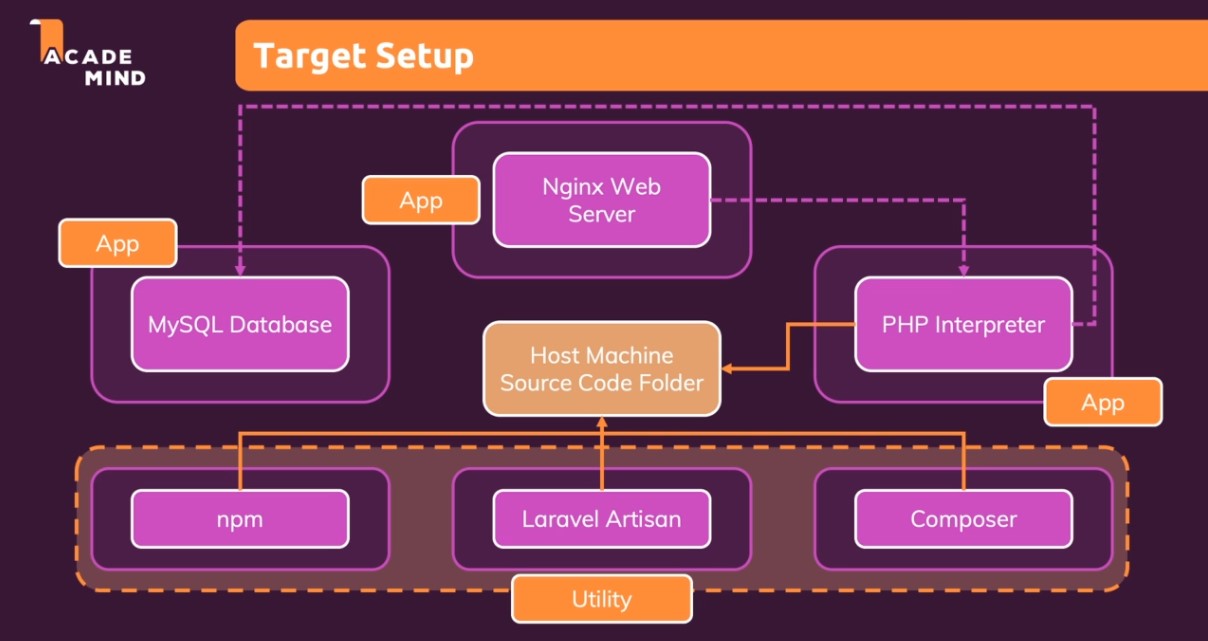 ACADE
MIND
Target Setup
App
Nginx Web
Server
App
MySQL Database
PHP Interpreter
App
Host Machine
Source Code Folder
npm
Laravel Artisan
Composer
Utility